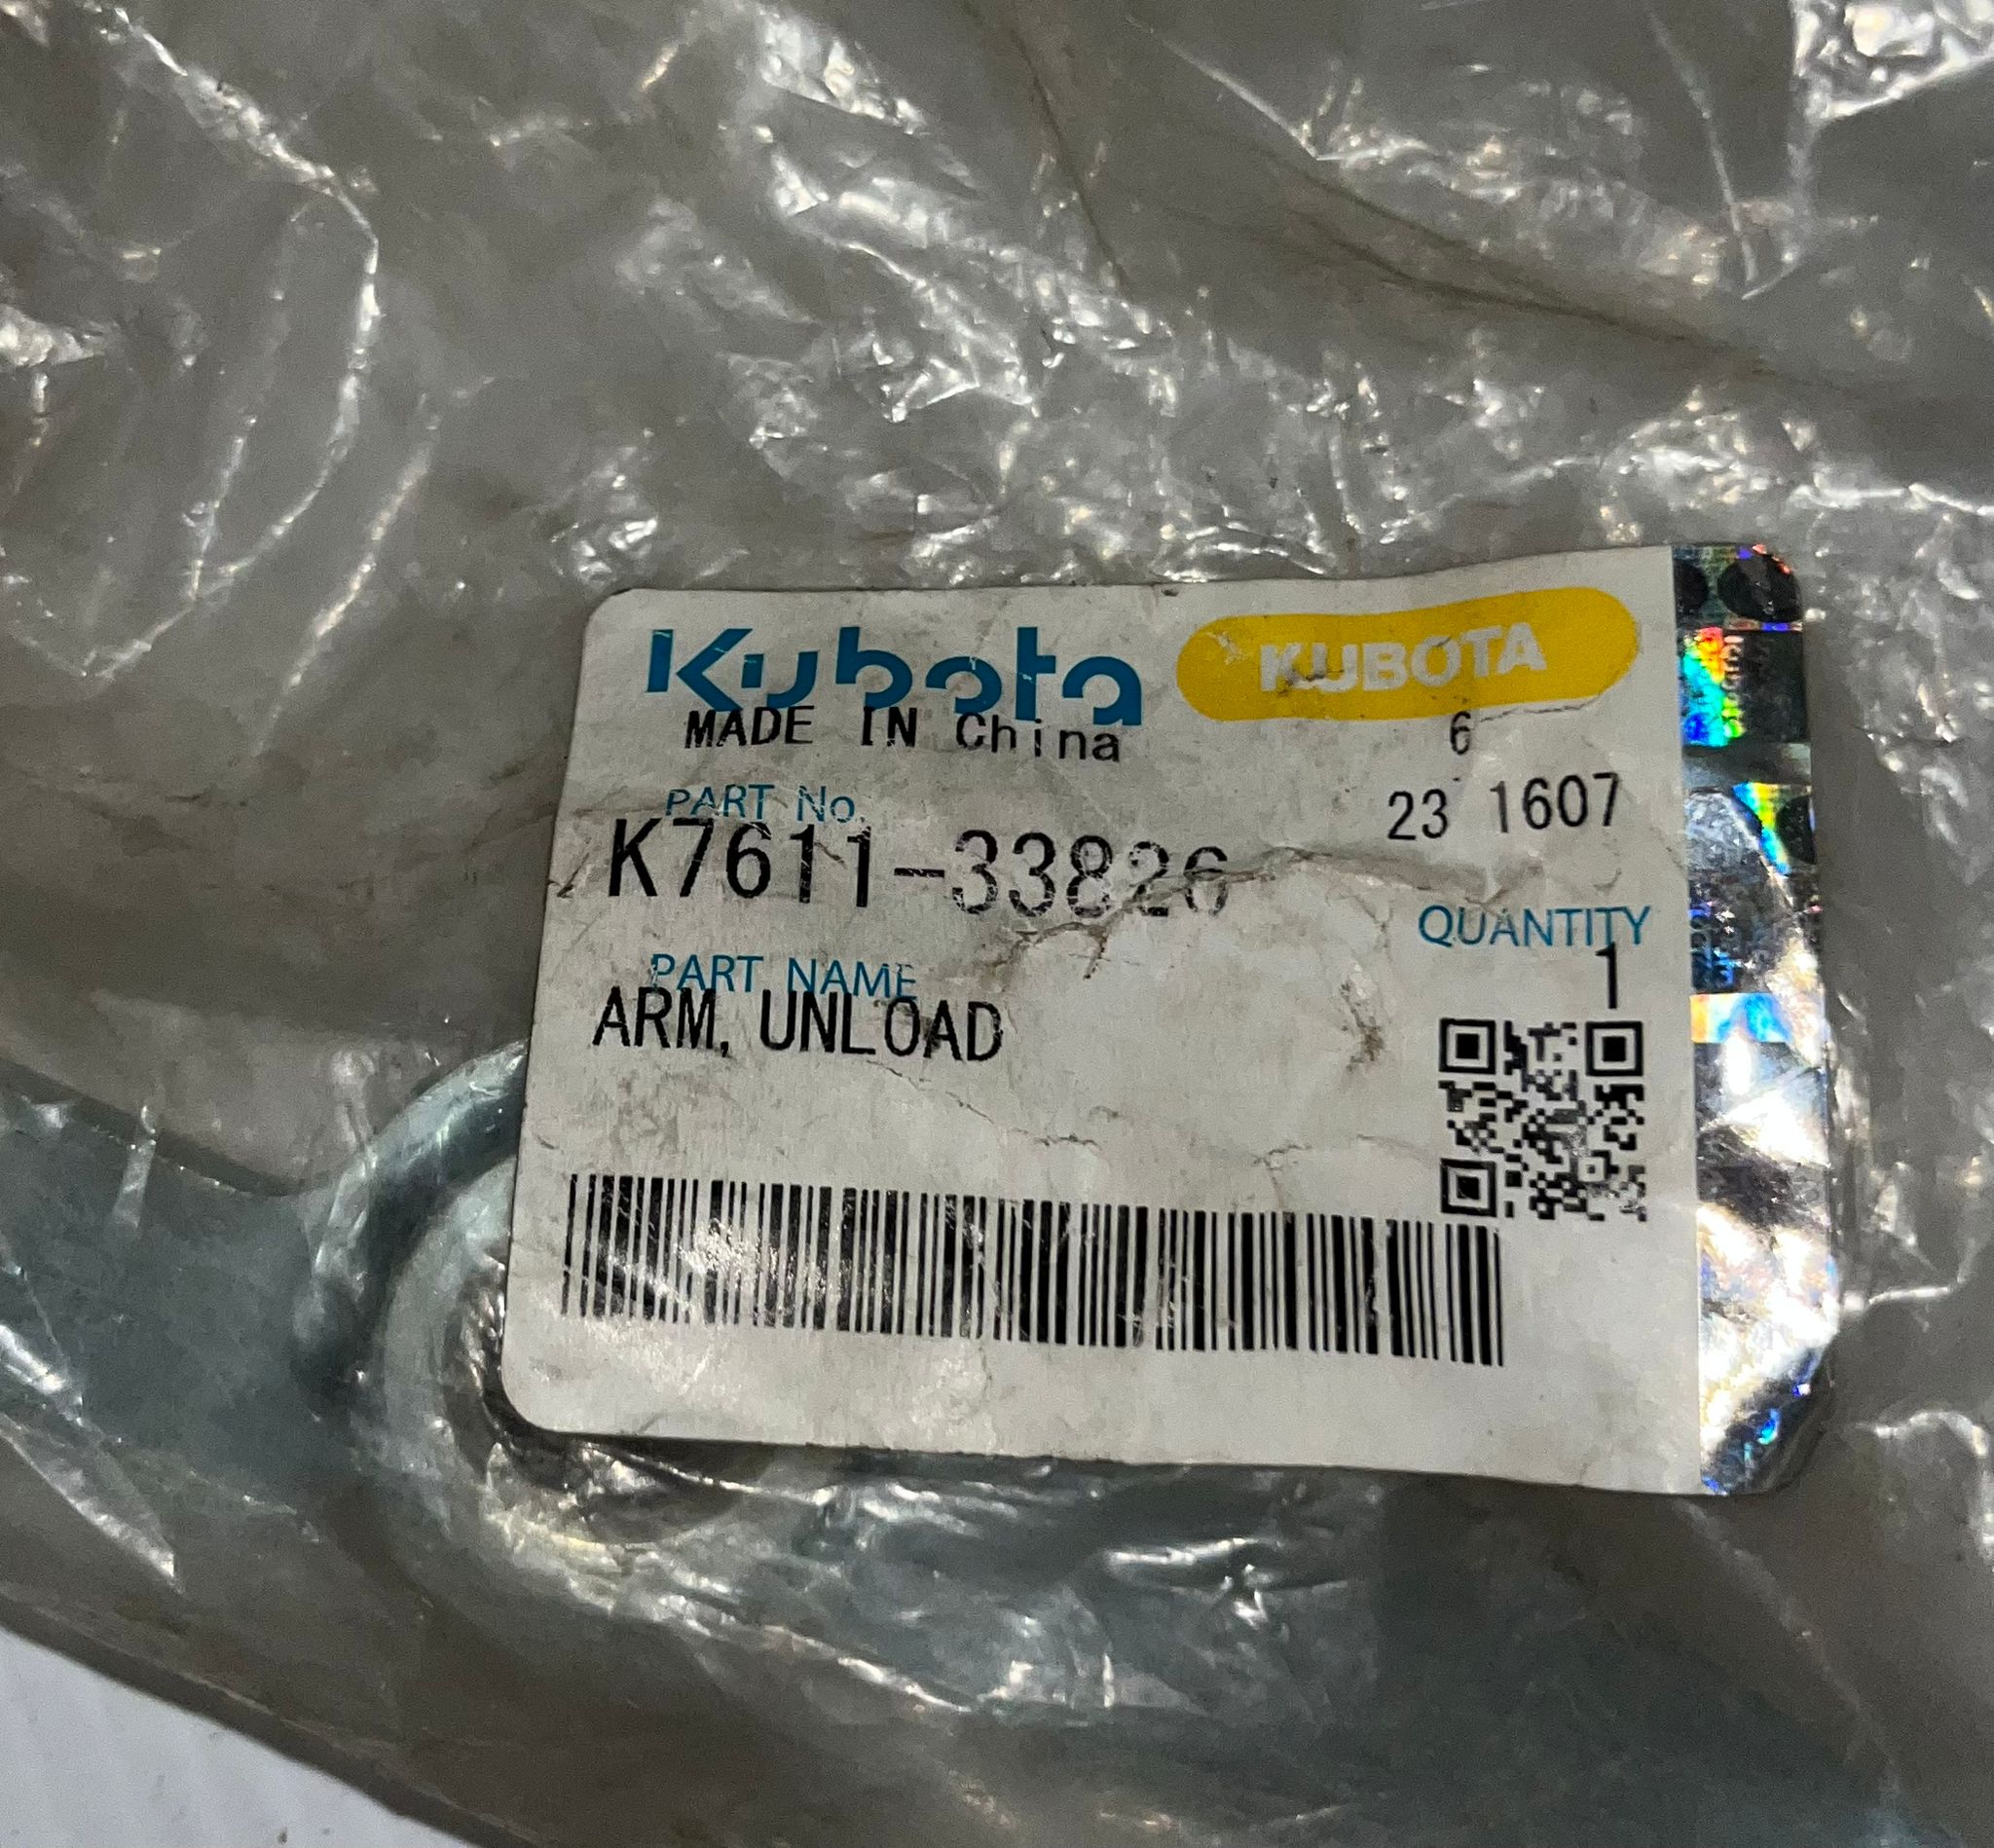 Kubota KUBOTA
MADE IN China 6
PART No. 23 1607
K7611-33826
QUANTITY
PART NAME 1
ARM, UNLOAD